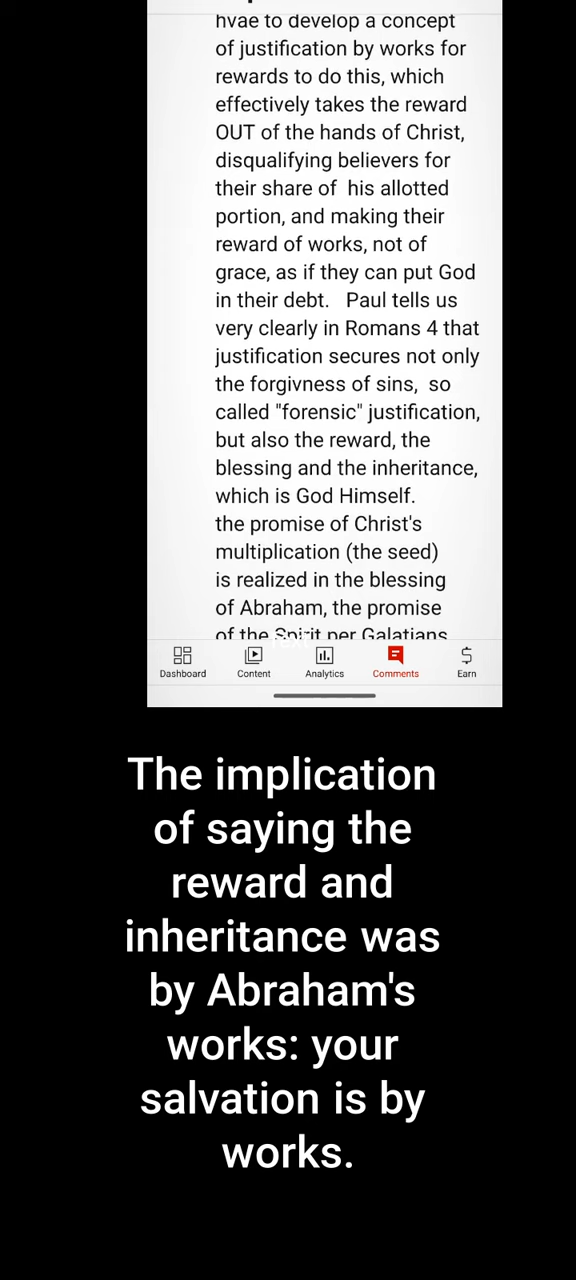 hvae to develop a concept
of justification by works for
rewards to do this, which
effectively takes the reward
OUT of the hands of Christ,
disqualifying believers for
their share of  his allotted
portion, and making their
reward of works, not of
grace, as if they can put God
in their debt.   Paul tells us
very clearly in Romans 4 that
justification secures not only
the forgivness of sins,  so
called "forensic" justification,
but also the reward, the
blessing and the inheritance,
which is God Himself.
the promise of Christ's
multiplication (the seed)
is realized in the blessing
of Abraham, the promise
of the Spirit per Galatians
Dashboard Content Analytics Comments Earn
The implication
of saying the
reward and
inheritance was
by Abraham's
works: your
salvation is by
works.